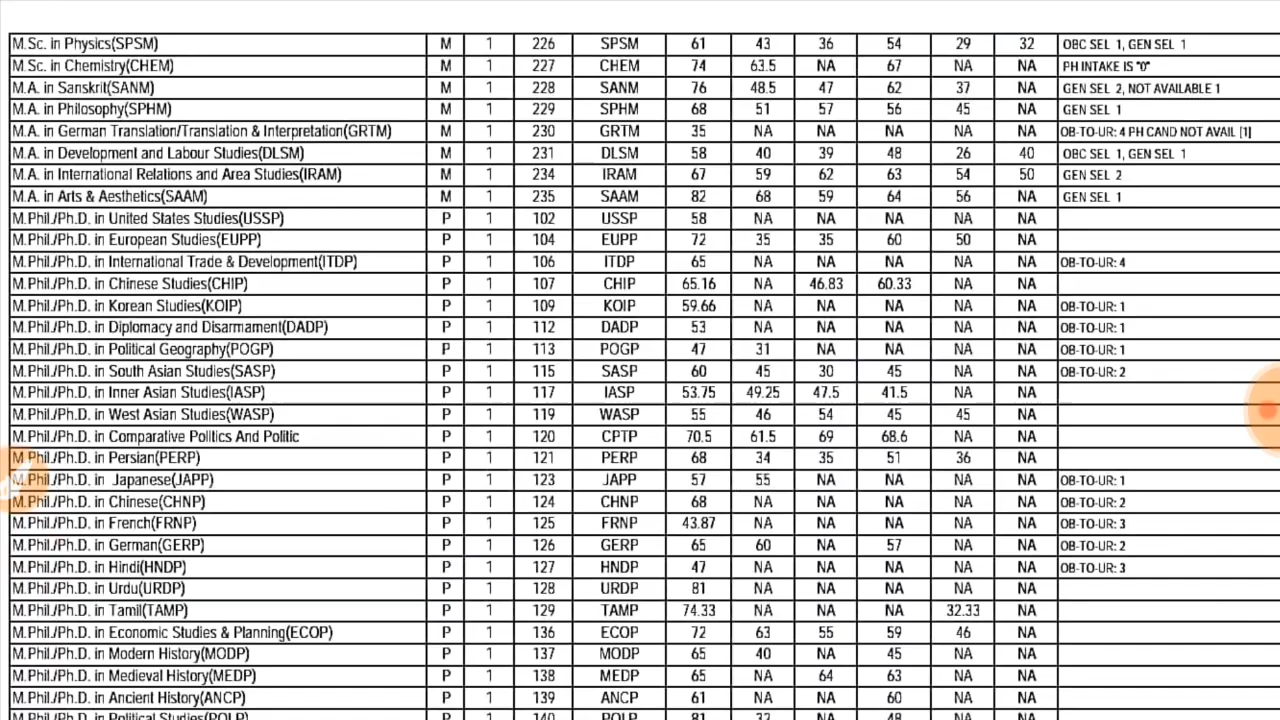 M.Sc. in Physics(SPSM) M 1 226 SPSM 61 43 36 54 29 32 OBC SEL 1, GEN SEL 1
M.Sc. in Chemistry(CHEM) M 1 227 CHEM 74 63.5 NA 67 NA NA PH INTAKE IS "0"
M.A. in Sanskrit(SANM) M 1 228 SANM 76 48.5 47 62 37 NA GEN SEL 2, NOT AVAILABLE 1
M.A. in Philosophy(SPHM) M 1 229 SPHM 68 51 57 56 45 NA GEN SEL 1
M.A. in German Translation/Translation & Interpretation(GRTM) M 1 230 GRTM 35 NA NA NA NA NA OB-TO-UR: 4 PH CAND NOT AVAIL [1]
M.A. in Development and Labour Studies(DLSM) M 1 231 DLSM 58 40 39 48 26 40 OBC SEL 1, GEN SEL 1
M.A. in International Relations and Area Studies(IRAM) M 1 234 IRAM 67 59 62 63 54 50 GEN SEL 2
M.A. in Arts & Aesthetics(SAAM) M 1 235 SAAM 82 68 59 64 56 NA GEN SEL 1
M.Phil./Ph.D. in United States Studies(USSP) P 1 102 USSP 58 NA NA NA NA NA
M.Phil./Ph.D. in European Studies(EUPP) P 1 104 EUPP 72 35 35 60 50 NA
M.Phil./Ph.D. in International Trade & Development(ITDP) P 1 106 ITDP 65 NA NA NA NA NA OB-TO-UR: 4
M.Phil./Ph.D. in Chinese Studies(CHIP) P 1 107 CHIP 65.16 NA 46.83 60.33 NA NA
M.Phil./Ph.D. in Korean Studies(KOIP) P 1 109 KOIP 59.66 NA NA NA NA NA OB-TO-UR: 1
M.Phil./Ph.D. in Diplomacy and Disarmament(DADP) P 1 112 DADP 53 NA NA NA NA NA OB-TO-UR: 1
M.Phil./Ph.D. in Political Geography(POGP) P 1 113 POGP 47 31 NA NA NA NA OB-TO-UR: 1
M.Phil./Ph.D. in South Asian Studies(SASP) P 1 115 SASP 60 45 30 45 NA NA OB-TO-UR: 2
M.Phil./Ph.D. in Inner Asian Studies(IASP) P 1 117 IASP 53.75 49.25 47.5 41.5 NA NA
M.Phil./Ph.D. in West Asian Studies(WASP) P 1 119 WASP 55 46 54 45 45 NA
M.Phil./Ph.D. in Comparative Politics And Politic P 1 120 CPTP 70.5 61.5 69 68.6 NA NA
M.Phil./Ph.D. in Persian(PERP) P 1 121 PERP 68 34 35 51 36 NA
M.Phil./Ph.D. in Japanese(JAPP) P 1 123 JAPP 57 55 NA NA NA NA OB-TO-UR: 1
M.Phil./Ph.D. in Chinese(CHNP) P 1 124 CHNP 68 NA NA NA NA NA OB-TO-UR: 2
M.Phil./Ph.D. in French(FRNP) P 1 125 FRNP 43.87 NA NA NA NA NA OB-TO-UR: 3
M.Phil./Ph.D. in German(GERP) P 1 126 GERP 65 60 NA 57 NA NA OB-TO-UR: 2
M.Phil./Ph.D. in Hindi(HNDP) P 1 127 HNDP 47 NA NA NA NA NA OB-TO-UR: 3
M.Phil./Ph.D. in Urdu(URDP) P 1 128 URDP 81 NA NA NA NA NA
M.Phil./Ph.D. in Tamil(TAMP) P 1 129 TAMP 74.33 NA NA NA 32.33 NA
M.Phil./Ph.D. in Economic Studies & Planning(ECOP) P 1 136 ECOP 72 63 55 59 46 NA
M.Phil./Ph.D. in Modern History(MODP) P 1 137 MODP 65 40 NA 45 NA NA
M.Phil./Ph.D. in Medieval History(MEDP) P 1 138 MEDP 65 NA 64 63 NA NA
M.Phil./Ph.D. in Ancient History(ANCP) P 1 139 ANCP 61 NA NA 60 NA NA
M.Phil./Ph.D. in Political Studies(POLP) P 1 140 POLP 81 32 NA 48 NA NA